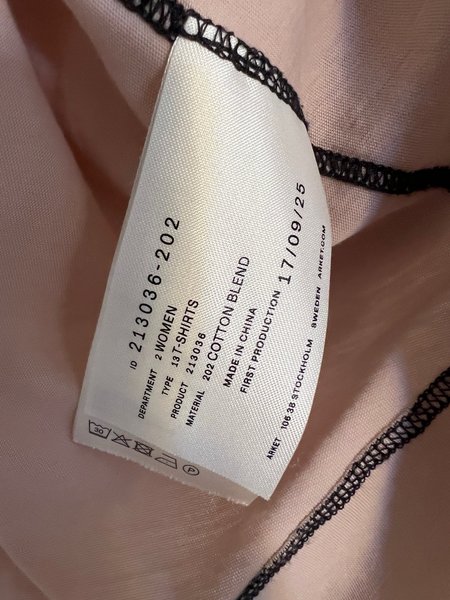 ID 213036-202
DEPARTMENT 2 WOMEN
TYPE 13 T-SHIRTS
PRODUCT 213036
MATERIAL 202 COTTON BLEND
MADE IN CHINA
FIRST PRODUCTION 17/09/25
ARKET 106 38 STOCKHOLM SWEDEN ARKET.COM
30 P